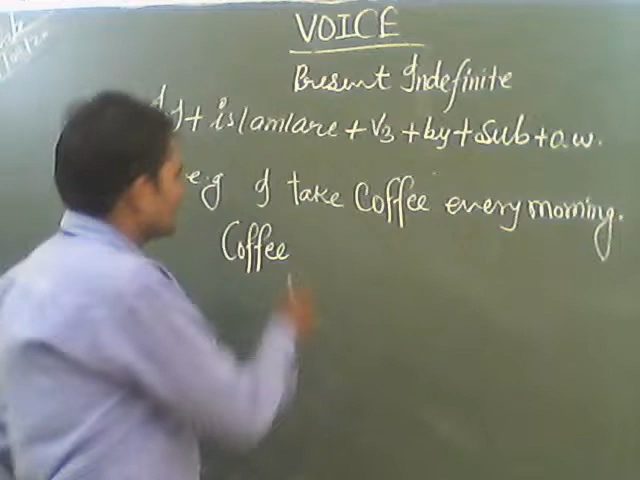 VOICE
Present Indefinite
+ is/am/are + V3 + by + Sub + o.w.
e.g I take Coffee every morning.
Coffee